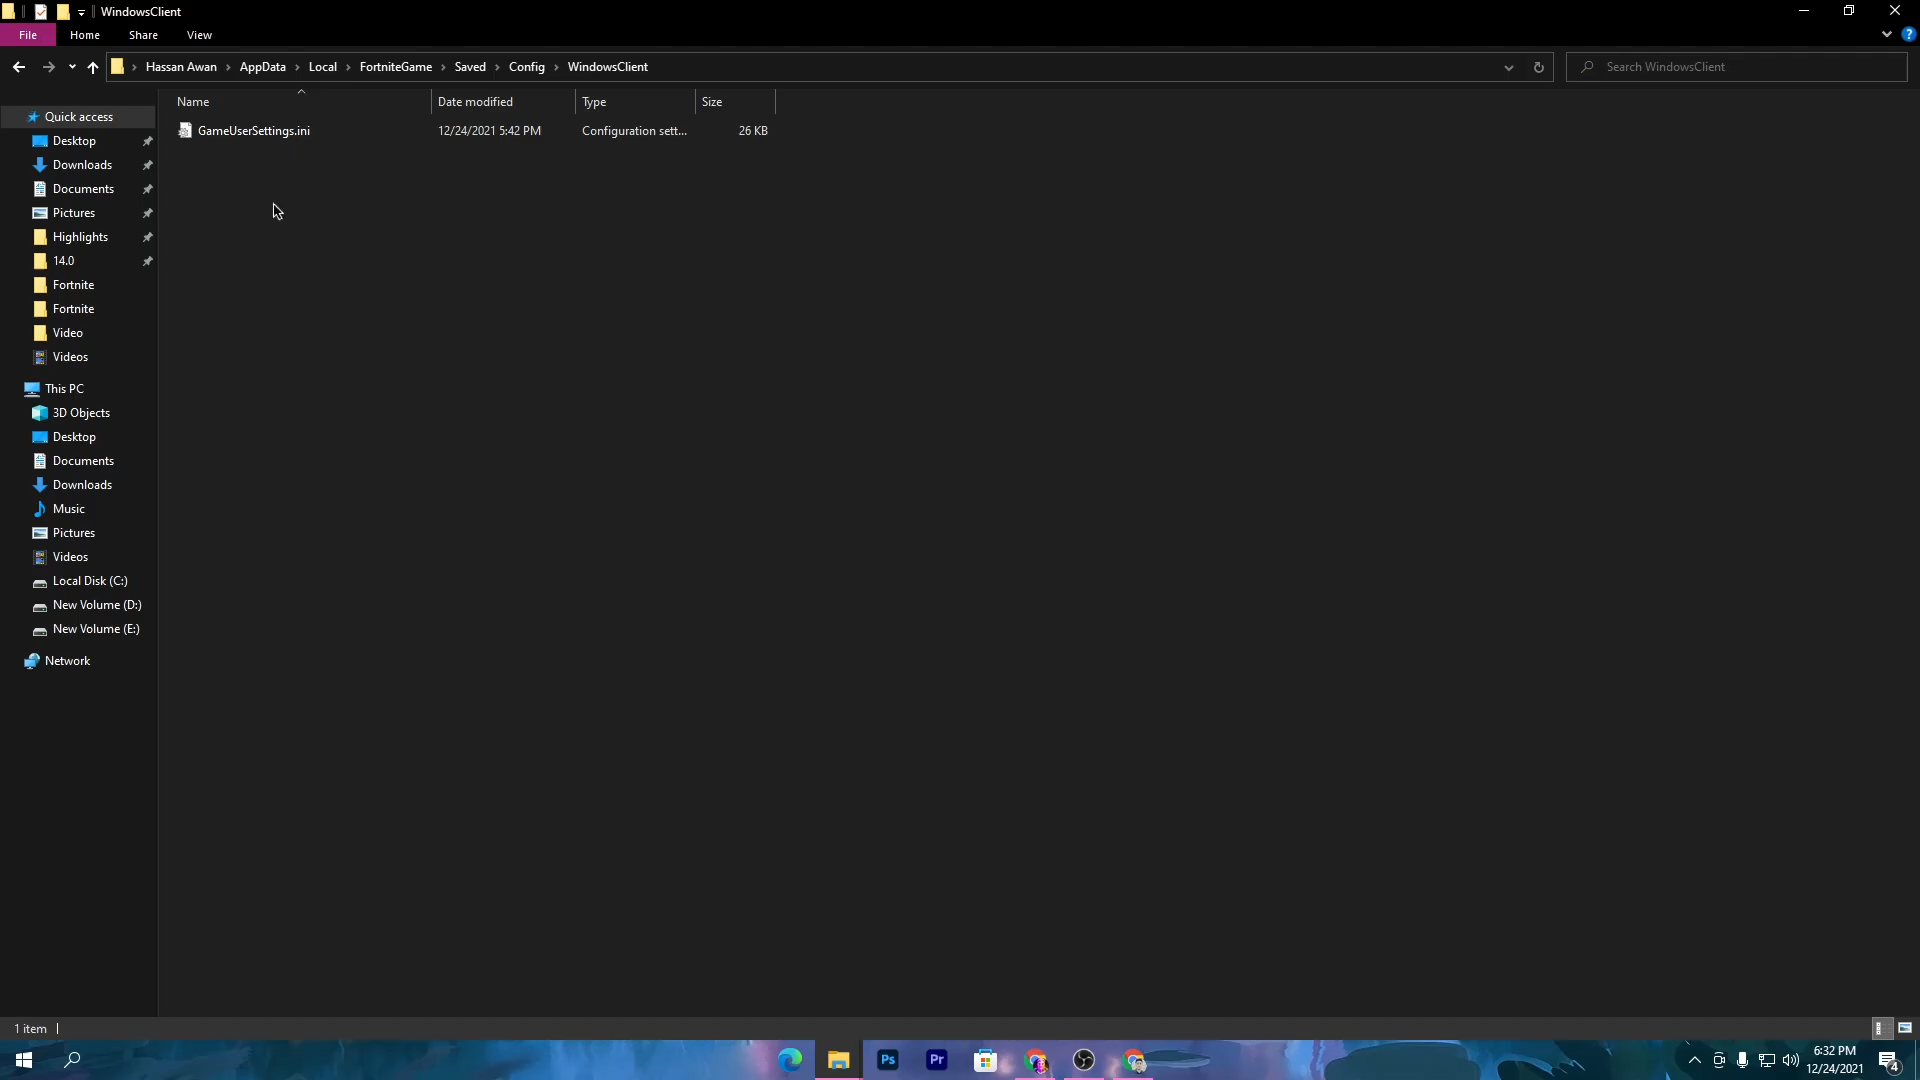 WindowsClient
File Home Share View
Hassan Awan AppData Local FortniteGame Saved Config WindowsClient
Search WindowsClient
Name Date modified Type Size
GameUserSettings.ini 12/24/2021 5:42 PM Configuration sett... 26 KB
Quick access
Desktop
Downloads
Documents
Pictures
Highlights
14.0
Fortnite
Fortnite
Video
Videos
This PC
3D Objects
Desktop
Documents
Downloads
Music
Pictures
Videos
Local Disk (C:)
New Volume (D:)
New Volume (E:)
Network
1 item
Ps Pr
6:32 PM
12/24/2021
4